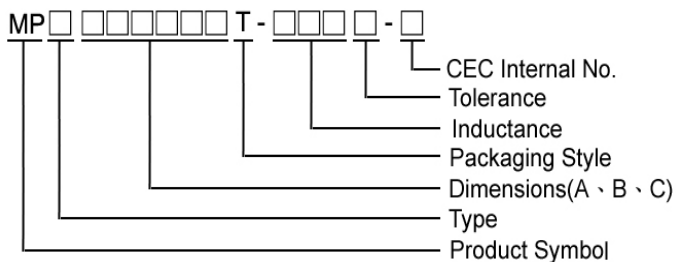 MP□ □□□□□□ T - □□□ □ - □
CEC Internal No.
Tolerance
Inductance
Packaging Style
Dimensions(A、B、C)
Type
Product Symbol